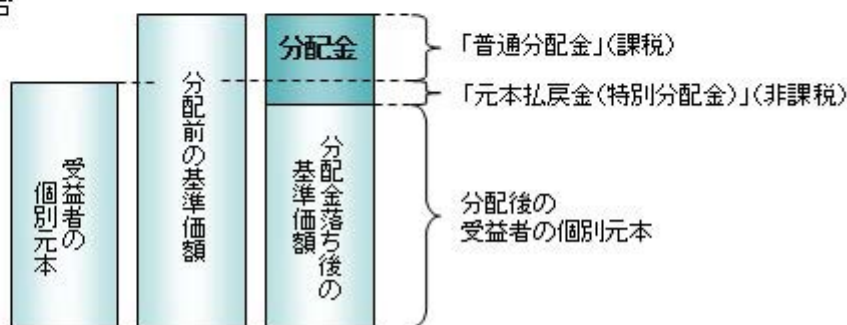 分配金
「普通分配金」(課税)
「元本払戻金(特別分配金)」(非課税)
受益者の
個別元本
分配前の基準価額
分配金落ち後の
基準価額
分配後の
受益者の個別元本